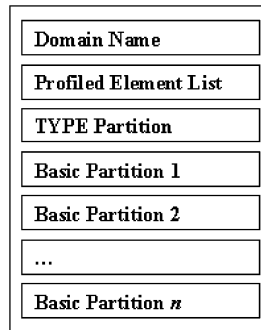 Domain Name
Profiled Element List
TYPE Partition
Basic Partition 1
Basic Partition 2
...
Basic Partition n